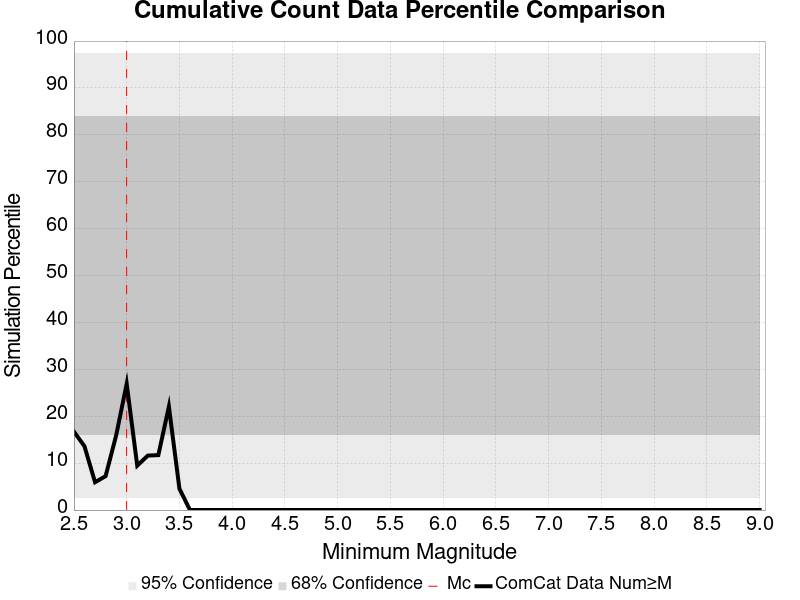 Cumulative Count Data Percentile Comparison
100
90
80
70
60
50
40
30
20
10
0
Simulation Percentile
2.5 3.0 3.5 4.0 4.5 5.0 5.5 6.0 6.5 7.0 7.5 8.0 8.5 9.0
Minimum Magnitude
95% Confidence 68% Confidence Mc ComCat Data Num≥M